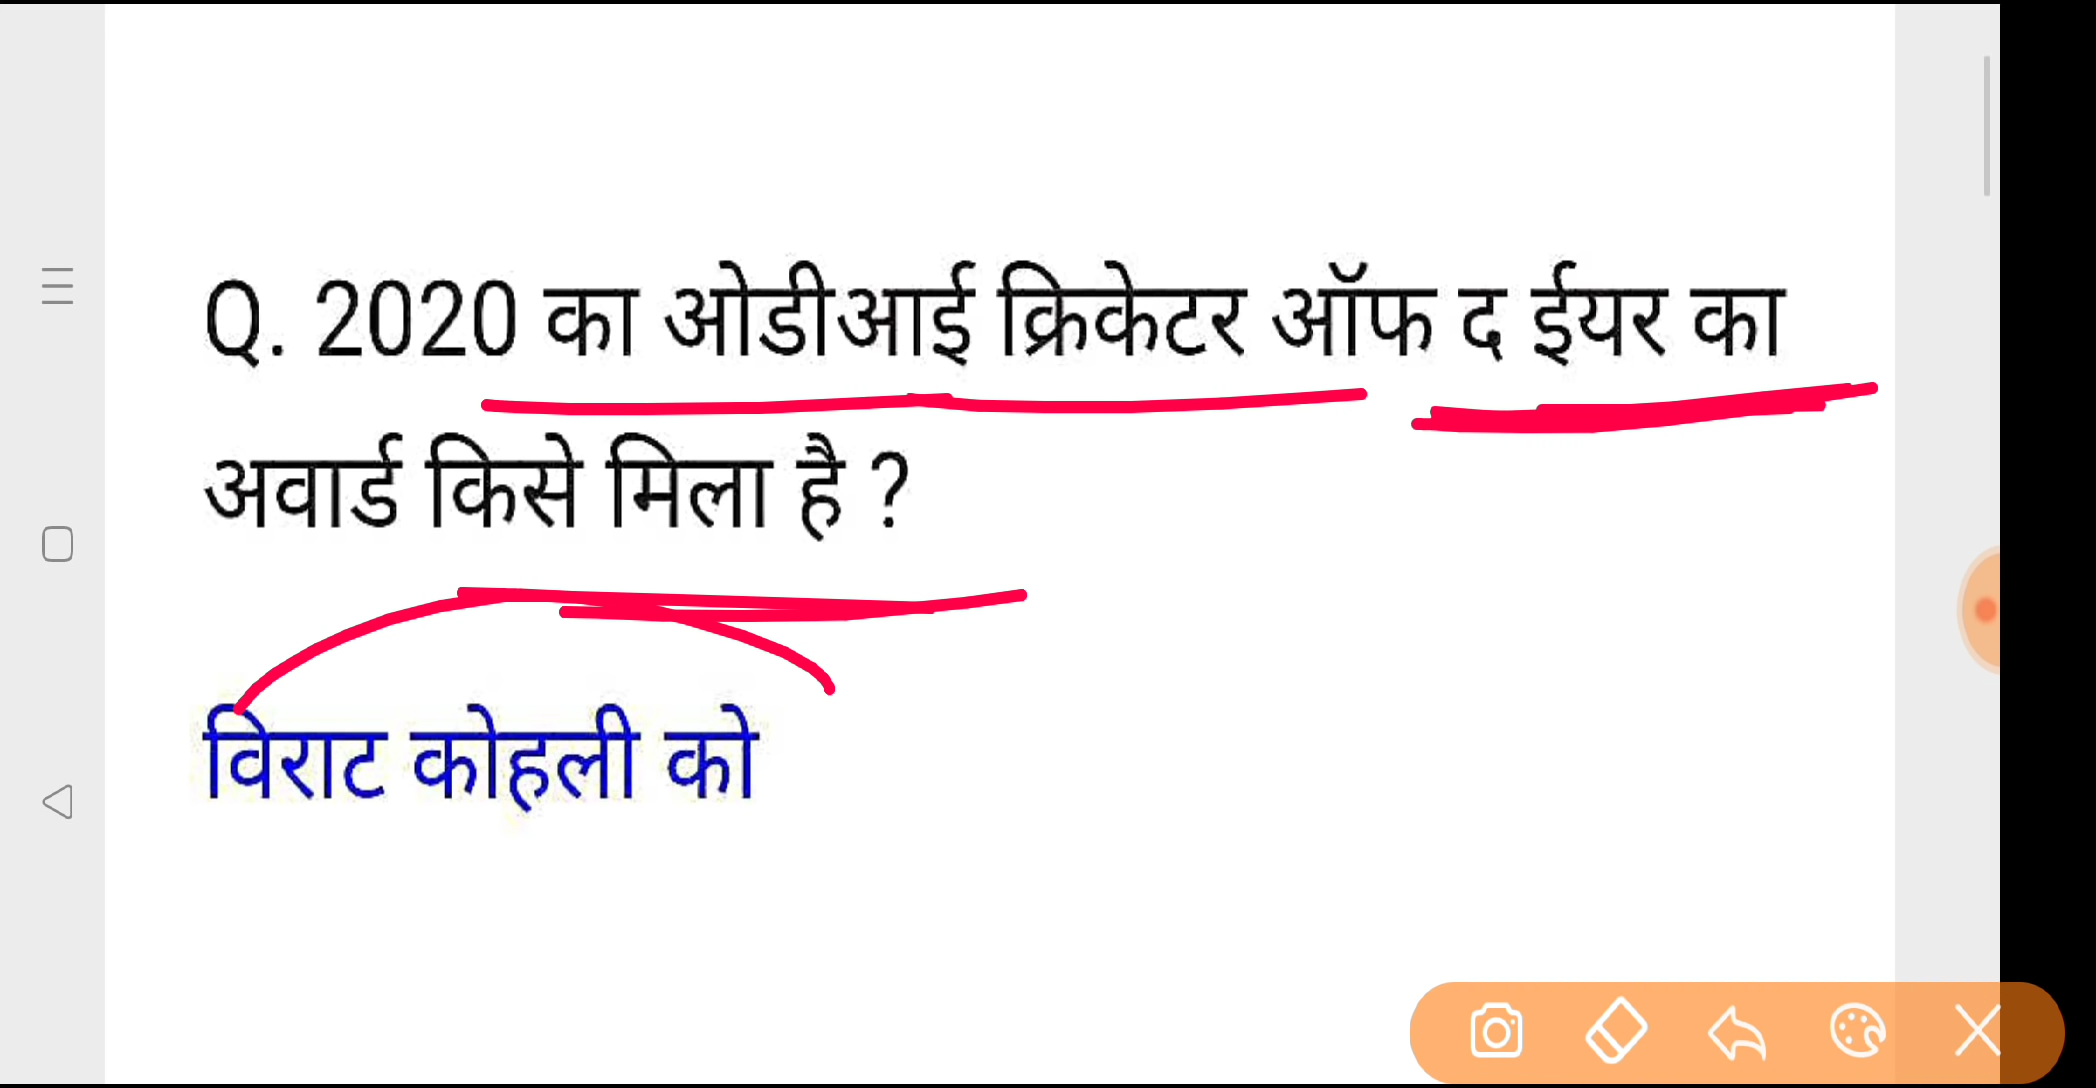 Q. 2020 का ओडीआई क्रिकेटर ऑफ द ईयर का
अवार्ड किसे मिला है ?
विराट कोहली को